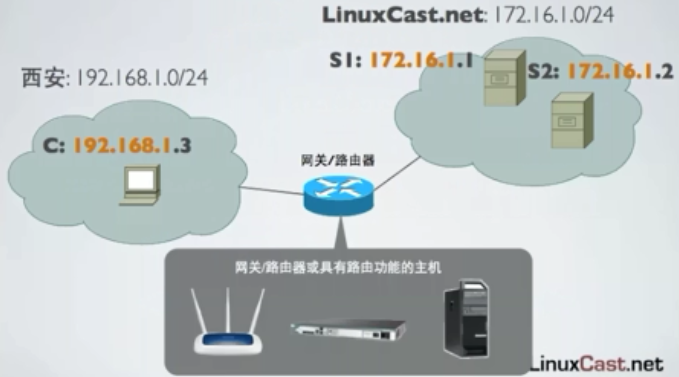 LinuxCast.net: 172.16.1.0/24
S1: 172.16.1.1
S2: 172.16.1.2
西安: 192.168.1.0/24
C: 192.168.1.3
网关/路由器
网关/路由器或具有路由功能的主机
LinuxCast.net